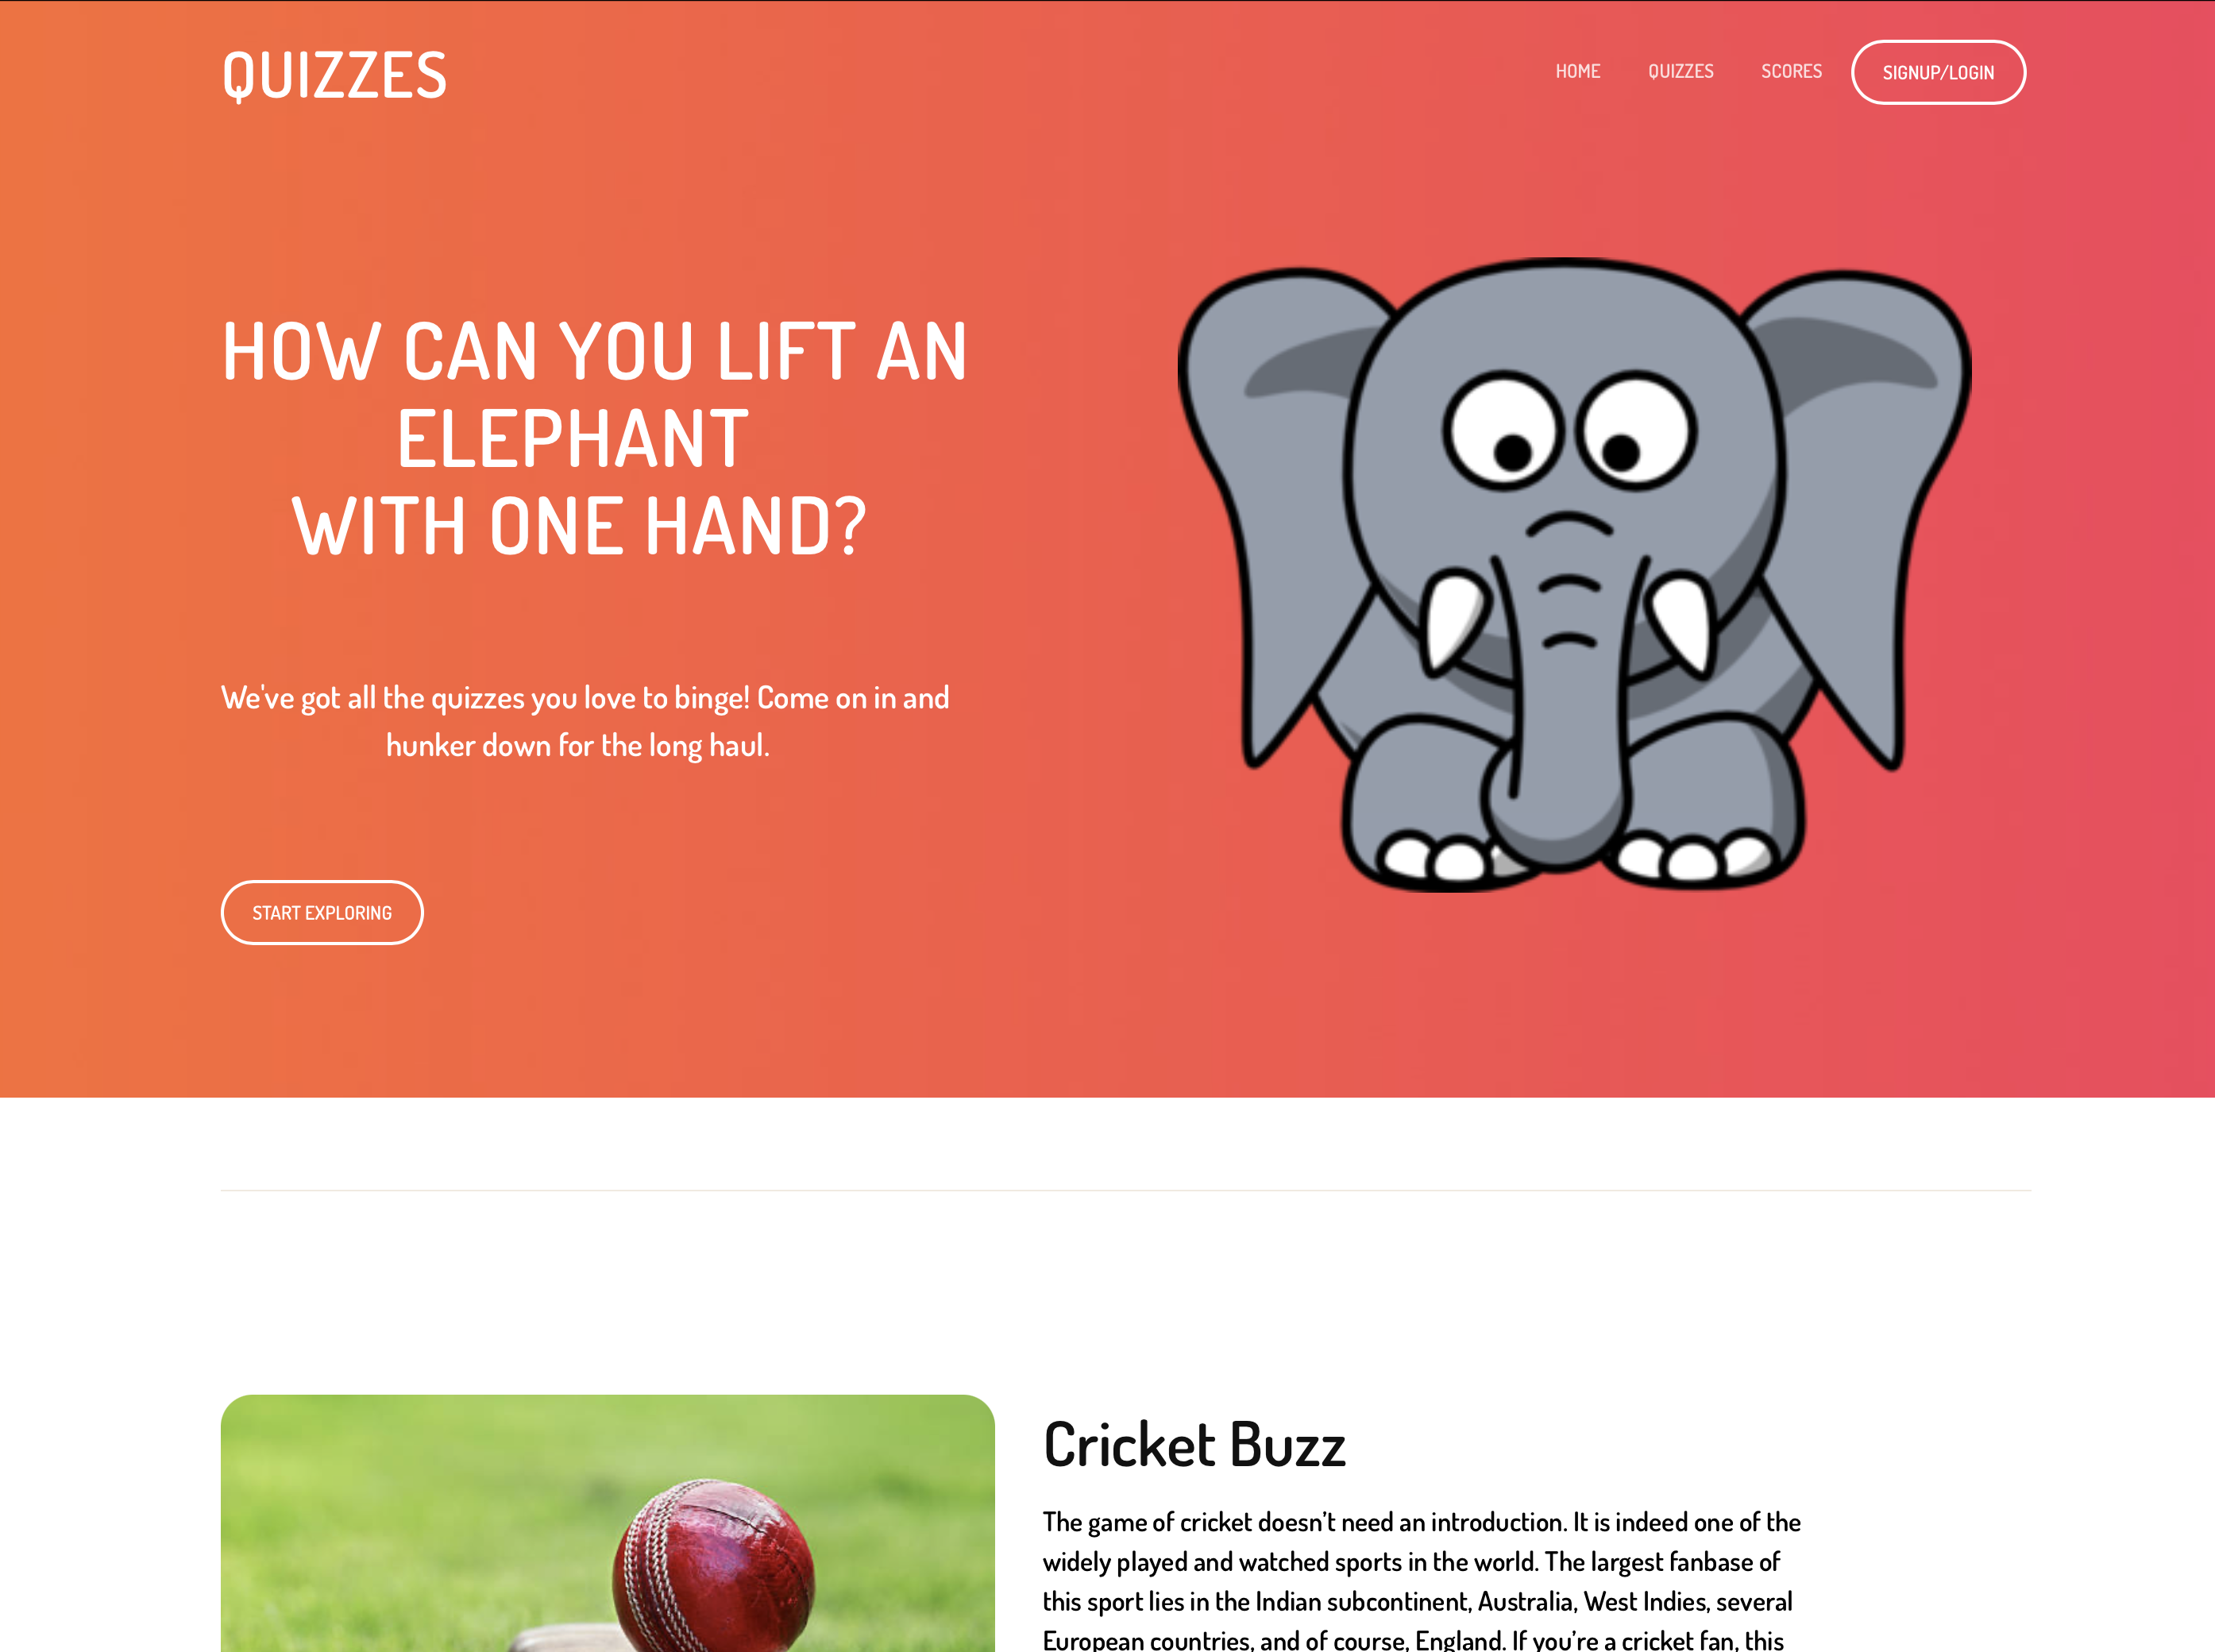 QUIZZES
HOME
QUIZZES
SCORES
SIGNUP/LOGIN
HOW CAN YOU LIFT AN
ELEPHANT
WITH ONE HAND?
We've got all the quizzes you love to binge! Come on in and
hunker down for the long haul.
START EXPLORING
Cricket Buzz
The game of cricket doesn’t need an introduction. It is indeed one of the
widely played and watched sports in the world. The largest fanbase of
this sport lies in the Indian subcontinent, Australia, West Indies, several
European countries, and of course, England. If you’re a cricket fan, this